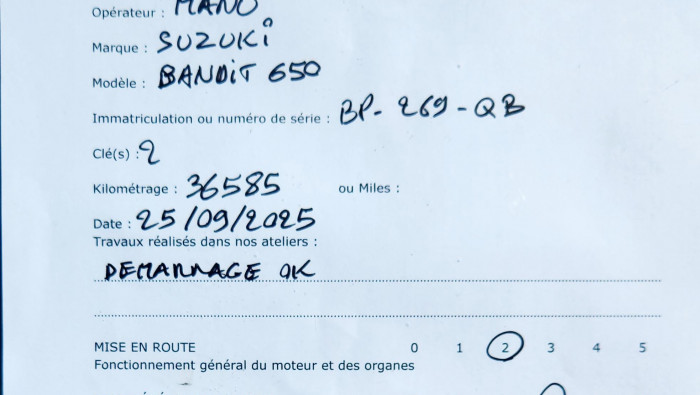 Opérateur : MANO
Marque : SUZUKi
Modèle : BANDiT 650
Immatriculation ou numéro de série : BP-269-QB
Clé(s) : 2
Kilométrage : 36585 ou Miles :
Date : 25/09/2025
Travaux réalisés dans nos ateliers :
DEMARRAGE OK
MISE EN ROUTE 0 1 2 3 4 5
Fonctionnement général du moteur et des organes